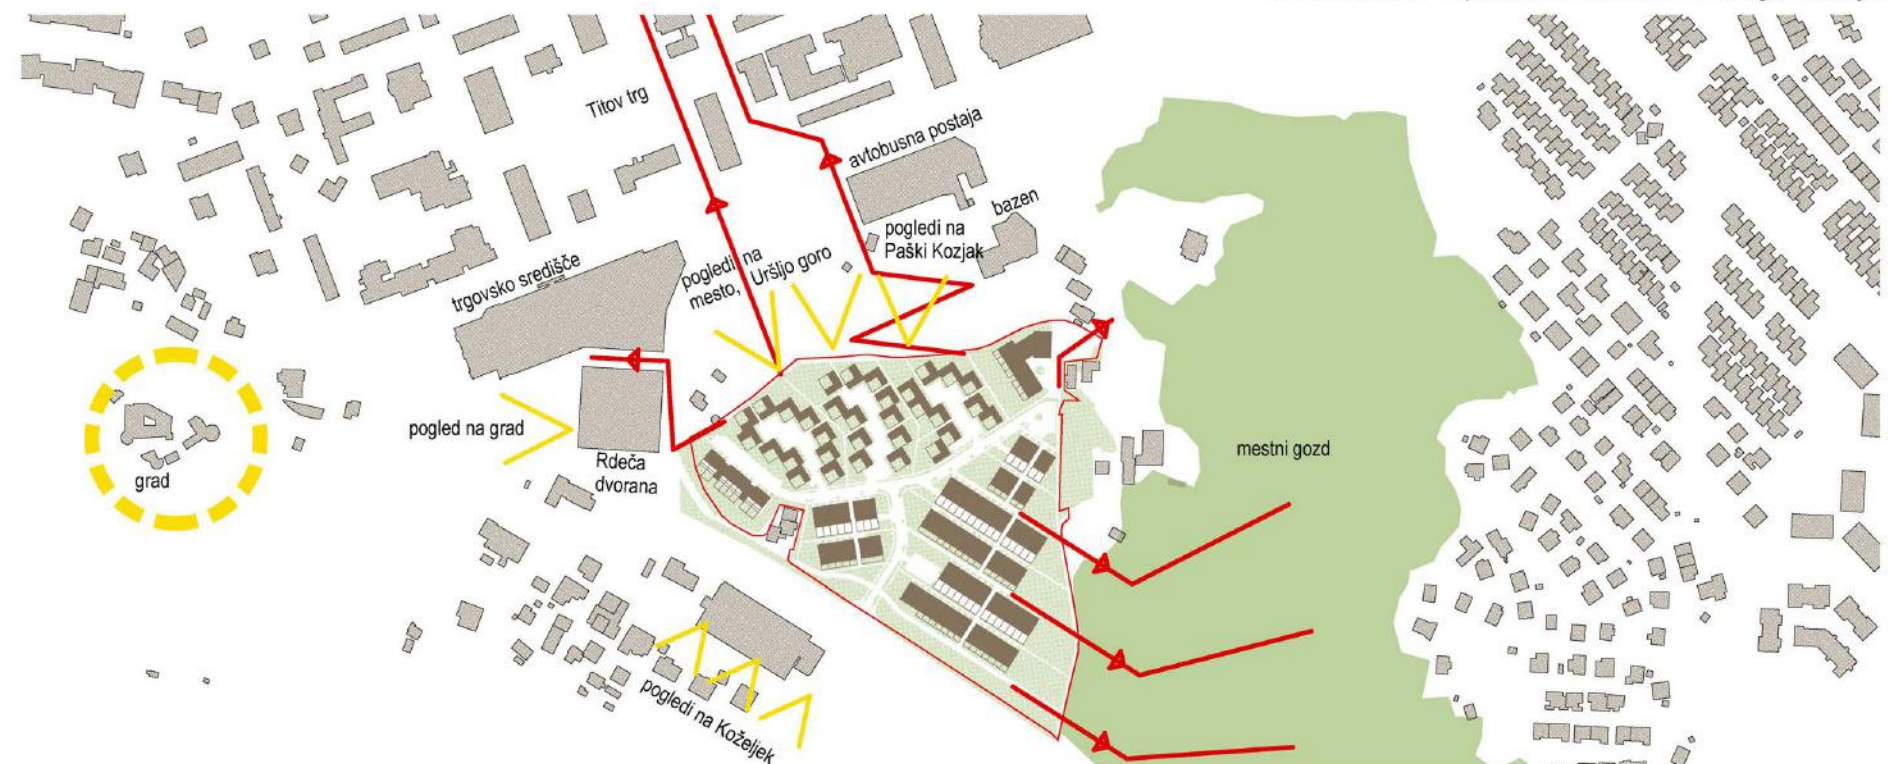 Titov trg
avtobusna postaja
bazen
pogledi na
Paški Kozjak
trgovsko središče
pogledi na
mesto, Uršljo goro
pogled na grad
grad
Rdeča
dvorana
mestni gozd
pogledi na Koželjek